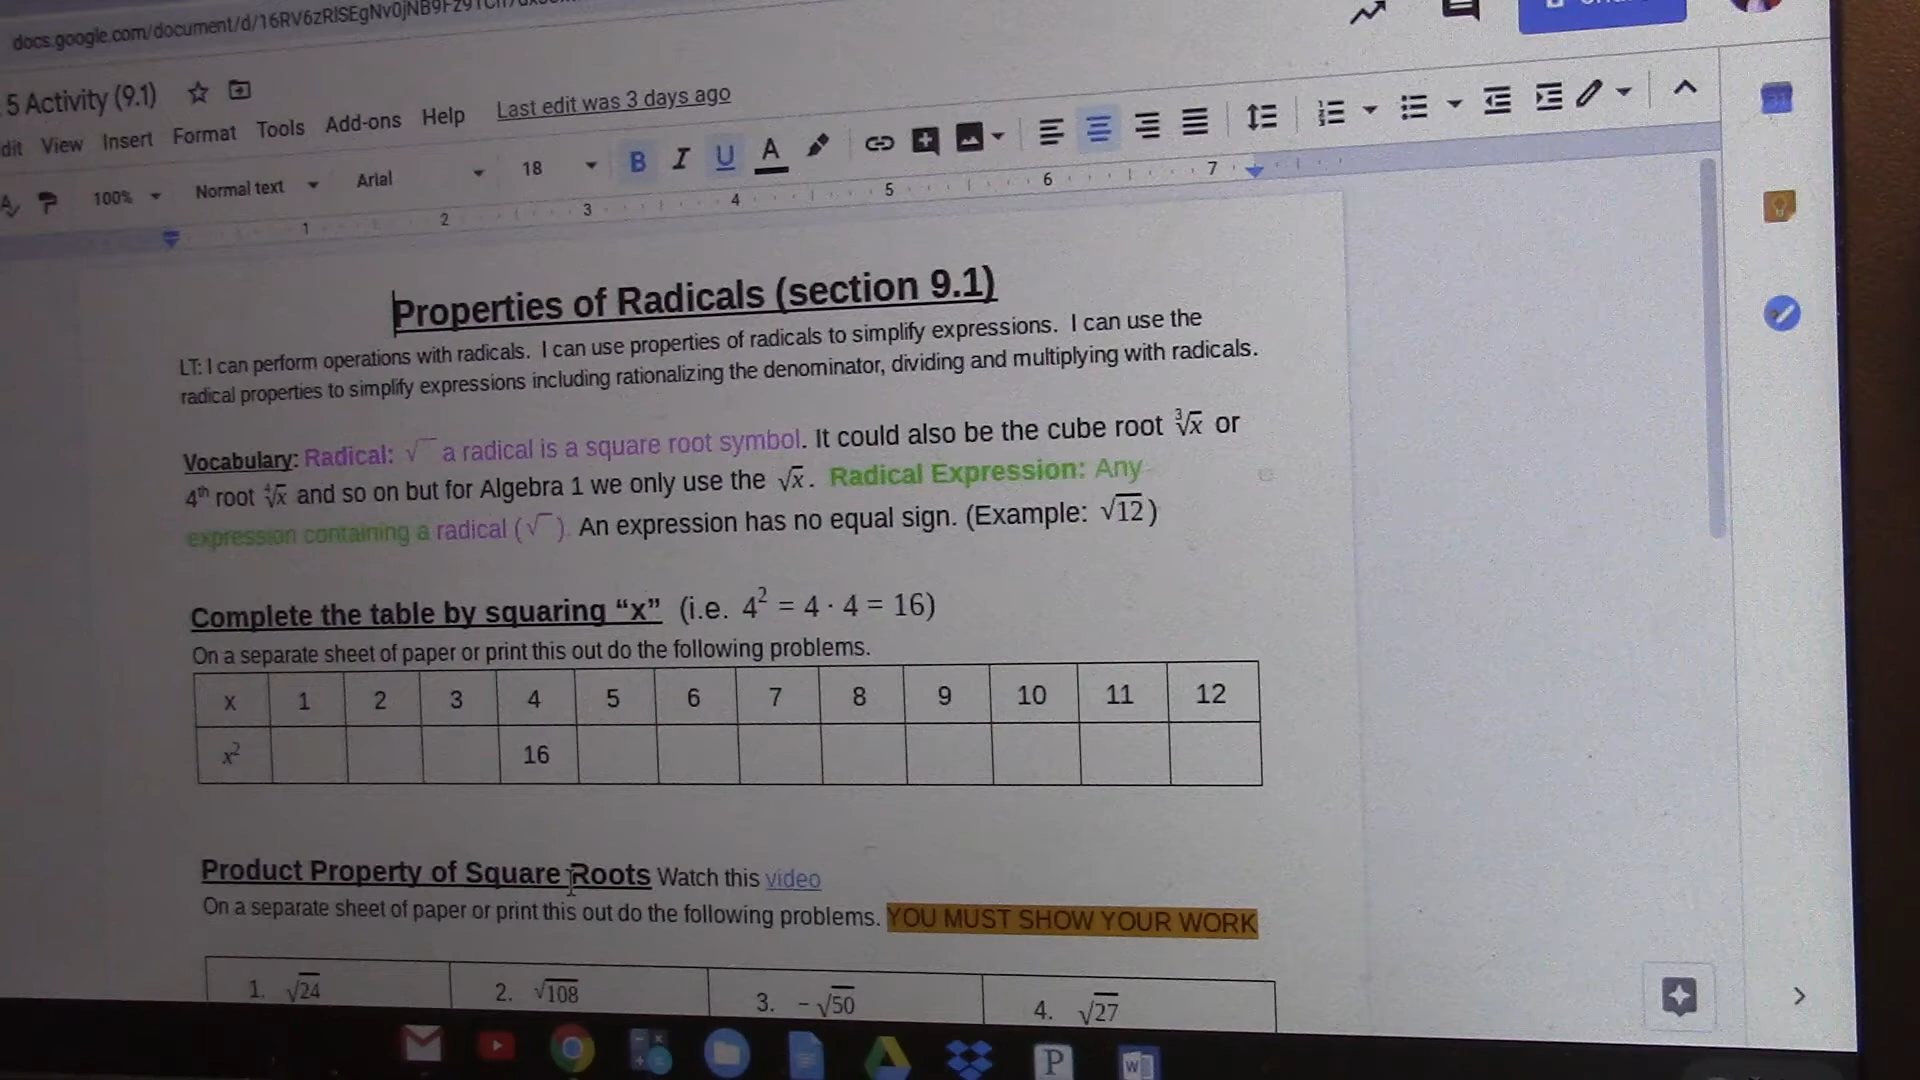 docs.google.com/document/d/16RV6zRISEgNv0jNB9Fz91
5 Activity (9.1)
dit View Insert Format Tools Add-ons Help Last edit was 3 days ago
100% Normal text Arial 18 B I U A
1 2 3 4 5 6 7
Properties of Radicals (section 9.1)
LT: I can perform operations with radicals. I can use properties of radicals to simplify expressions. I can use the
radical properties to simplify expressions including rationalizing the denominator, dividing and multiplying with radicals.
Vocabulary: Radical: √ a radical is a square root symbol. It could also be the cube root ∛x or
4th root ∜x and so on but for Algebra 1 we only use the √x. Radical Expression: Any
expression containing a radical (√ ). An expression has no equal sign. (Example: √12)
Complete the table by squaring “x” (i.e. 4² = 4 · 4 = 16)
On a separate sheet of paper or print this out do the following problems.
x 1 2 3 4 5 6 7 8 9 10 11 12
x² 16
Product Property of Square Roots Watch this video
On a separate sheet of paper or print this out do the following problems. YOU MUST SHOW YOUR WORK
1. √24 2. √108 3. -√50 4. √27
31
P W